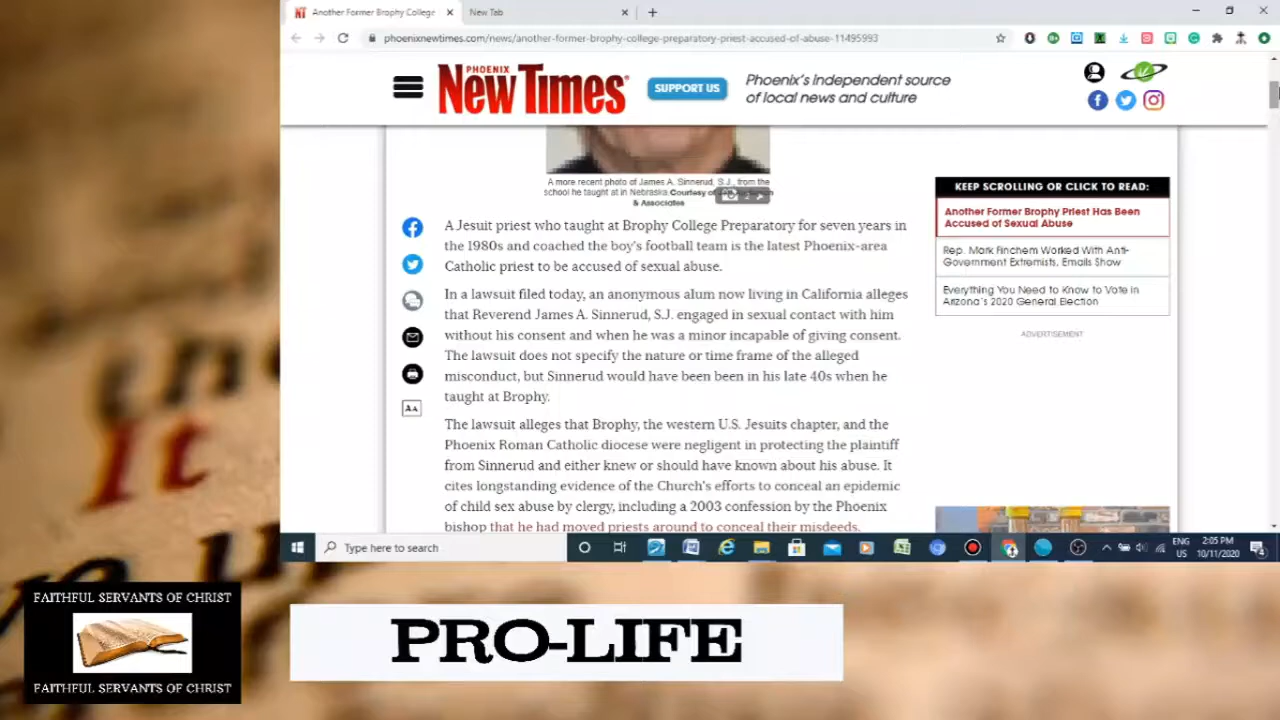 Another Former Brophy College
New Tab
phoenixnewtimes.com/news/another-former-brophy-college-preparatory-priest-accused-of-abuse-11495993
PHOENIX
New Times
SUPPORT US
Phoenix's independent source
of local news and culture
A more recent photo of James A. Sinnerud, S.J., from the
school he taught at in Nebraska. Courtesy of
& Associates
KEEP SCROLLING OR CLICK TO READ:
Another Former Brophy Priest Has Been
Accused of Sexual Abuse
Rep. Mark Finchem Worked With Anti-
Government Extremists, Emails Show
Everything You Need to Know to Vote in
Arizona's 2020 General Election
ADVERTISEMENT
A Jesuit priest who taught at Brophy College Preparatory for seven years in
the 1980s and coached the boy's football team is the latest Phoenix-area
Catholic priest to be accused of sexual abuse.
In a lawsuit filed today, an anonymous alum now living in California alleges
that Reverend James A. Sinnerud, S.J. engaged in sexual contact with him
without his consent and when he was a minor incapable of giving consent.
The lawsuit does not specify the nature or time frame of the alleged
misconduct, but Sinnerud would have been been in his late 40s when he
taught at Brophy.
The lawsuit alleges that Brophy, the western U.S. Jesuits chapter, and the
Phoenix Roman Catholic diocese were negligent in protecting the plaintiff
from Sinnerud and either knew or should have known about his abuse. It
cites longstanding evidence of the Church's efforts to conceal an epidemic
of child sex abuse by clergy, including a 2003 confession by the Phoenix
bishop that he had moved priests around to conceal their misdeeds.
AA
Type here to search
ENG
US
2:05 PM
10/11/2020
It
FAITHFUL SERVANTS OF CHRIST
FAITHFUL SERVANTS OF CHRIST
PRO-LIFE